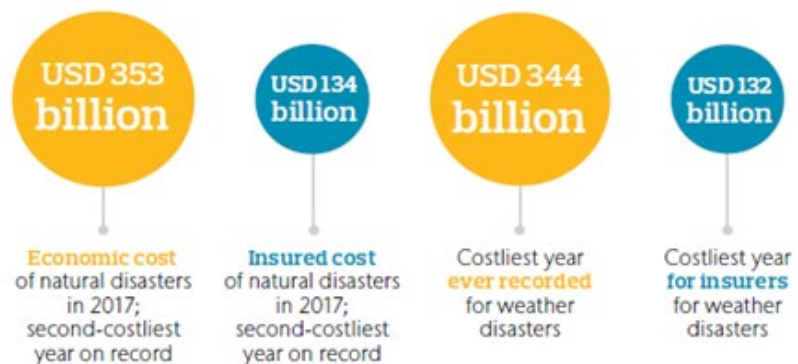 USD 353
billion
Economic cost
of natural disasters
in 2017;
second-costliest
year on record
USD 134
billion
Insured cost
of natural disasters
in 2017;
second-costliest
year on record
USD 344
billion
Costliest year
ever recorded
for weather
disasters
USD 132
billion
Costliest year
for insurers
for weather
disasters